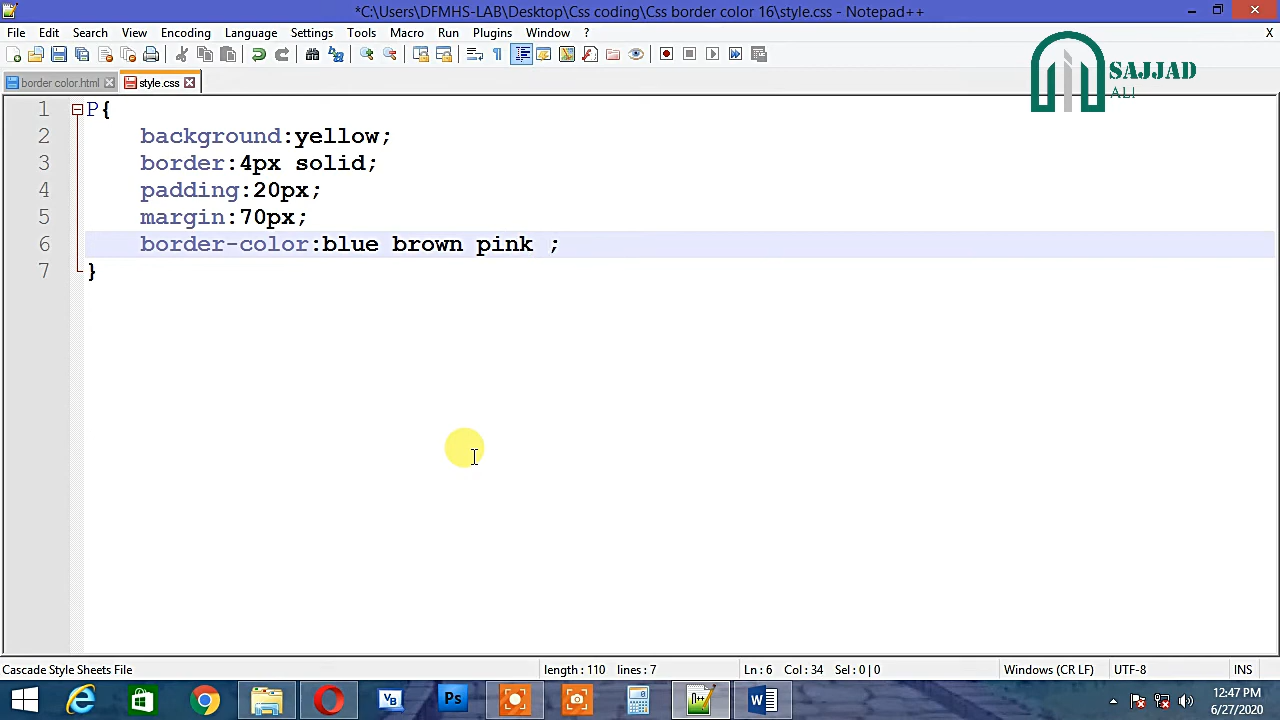 *C:\Users\DFMHS-LAB\Desktop\Css coding\Css border color 16\style.css - Notepad++
File Edit Search View Encoding Language Settings Tools Macro Run Plugins Window ? X
SAJJAD
ALI
border color.html style.css
1 P{
2 background:yellow;
3 border:4px solid;
4 padding:20px;
5 margin:70px;
6 border-color:blue brown pink ;
7 }
Cascade Style Sheets File length : 110 lines : 7 Ln : 6 Col : 34 Sel : 0 | 0 Windows (CR LF) UTF-8 INS
12:47 PM
6/27/2020